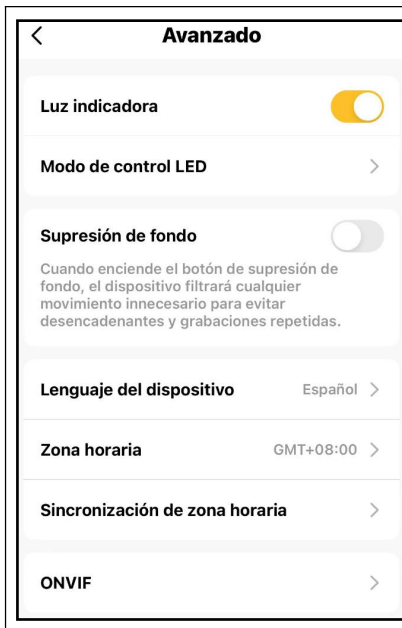 Avanzado
Luz indicadora
Modo de control LED
Supresión de fondo
Cuando enciende el botón de supresión de
fondo, el dispositivo filtrará cualquier
movimiento innecesario para evitar
desencadenantes y grabaciones repetidas.
Lenguaje del dispositivo Español
Zona horaria GMT+08:00
Sincronización de zona horaria
ONVIF